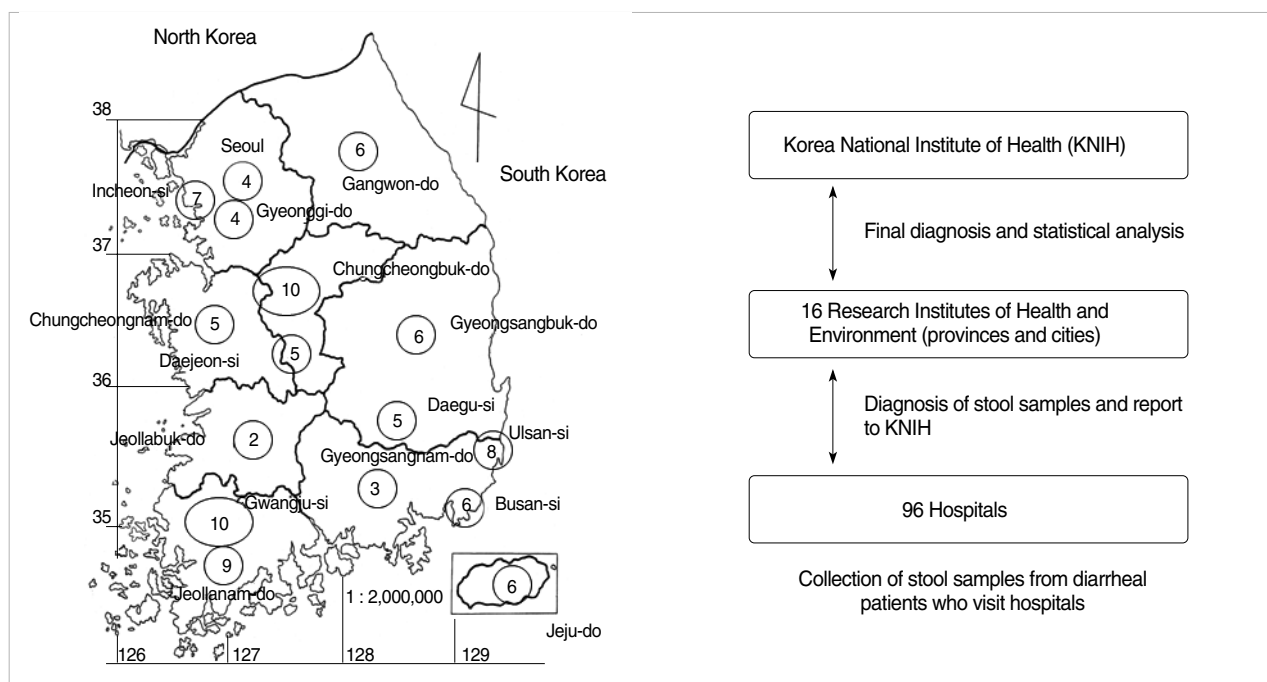 North Korea
38
Seoul
6
Incheon-si
7
4
Gangwon-do
South Korea
4
Gyeonggi-do
37
Chungcheongbuk-do
10
Chungcheongnam-do
5
Gyeongsangbuk-do
6
Daejeon-si
5
36
Daegu-si
5
Jeollabuk-do
2
Ulsan-si
8
Gyeongsangnam-do
3
Gwangju-si
10
Busan-si
6
35
9
Jeollanam-do
1 : 2,000,000
6
Jeju-do
126
127
128
129
Korea National Institute of Health (KNIH)
Final diagnosis and statistical analysis
16 Research Institutes of Health and
Environment (provinces and cities)
Diagnosis of stool samples and report
to KNIH
96 Hospitals
Collection of stool samples from diarrheal
patients who visit hospitals